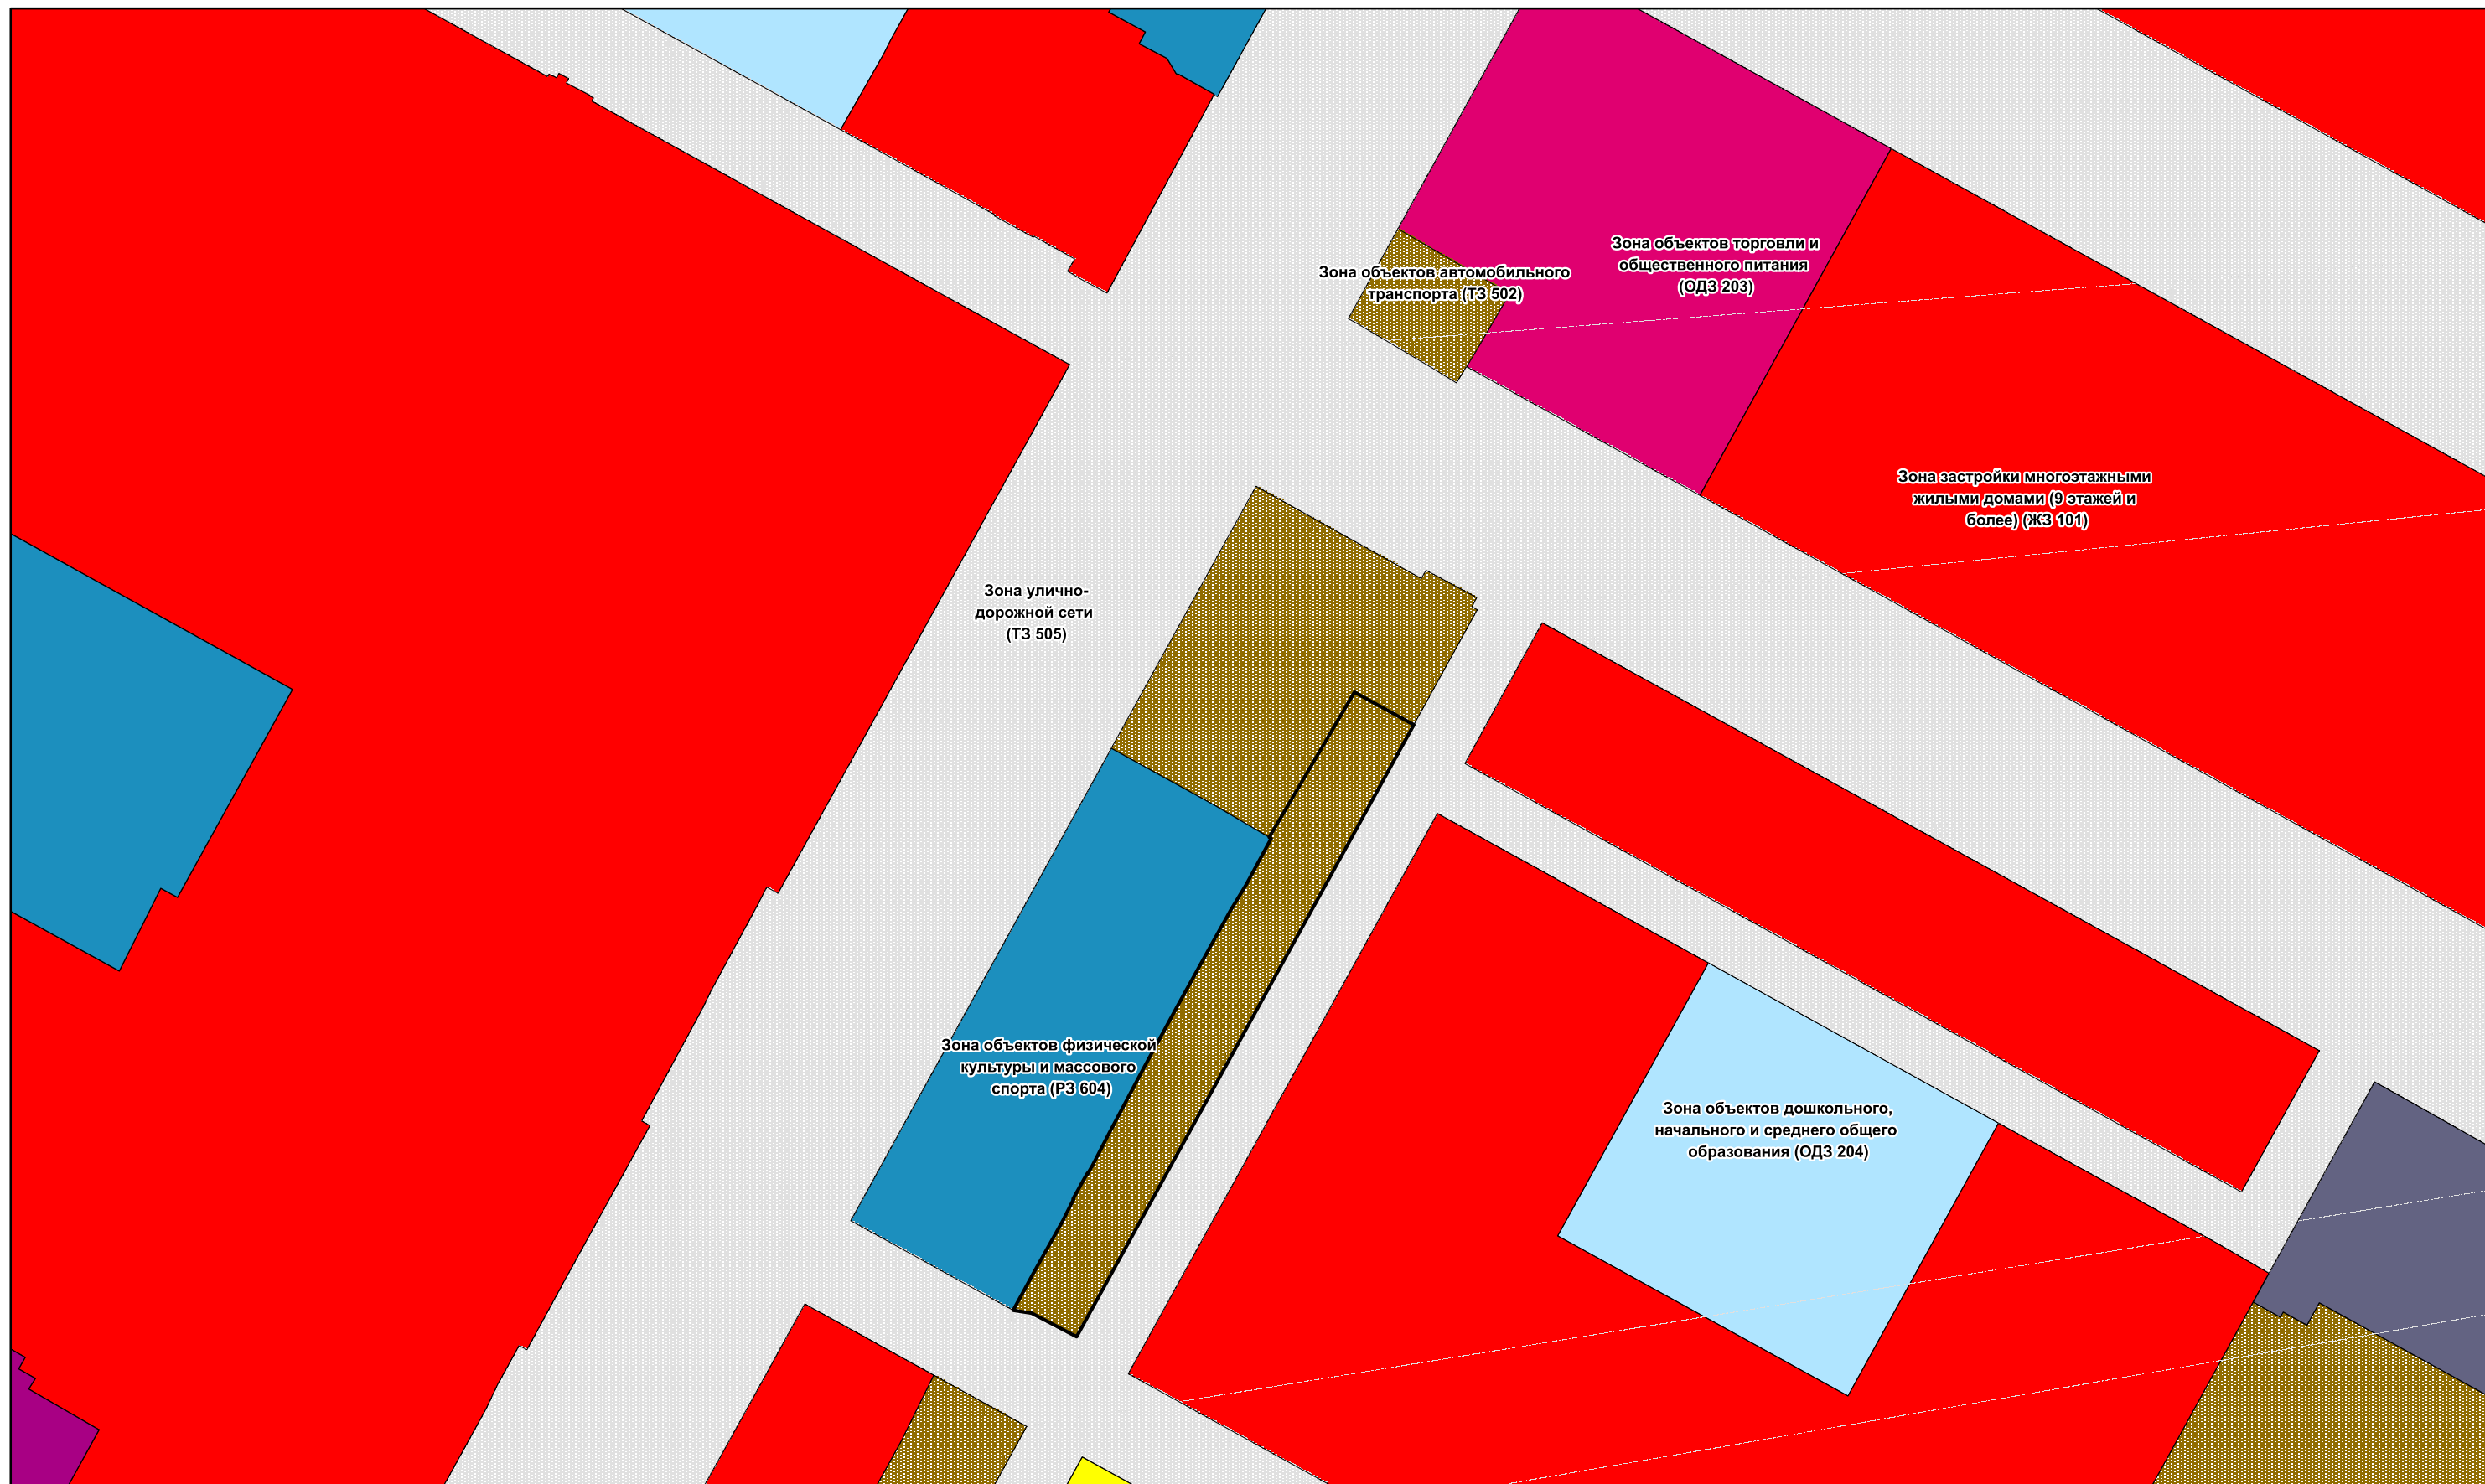 Зона объектов торговли и
общественного питания
(ОДЗ 203)
Зона объектов автомобильного
транспорта (ТЗ 502)
Зона застройки многоэтажными
жилыми домами (9 этажей и
более) (ЖЗ 101)
Зона улично-
дорожной сети
(ТЗ 505)
Зона объектов физической
культуры и массового
спорта (РЗ 604)
Зона объектов дошкольного,
начального и среднего общего
образования (ОДЗ 204)